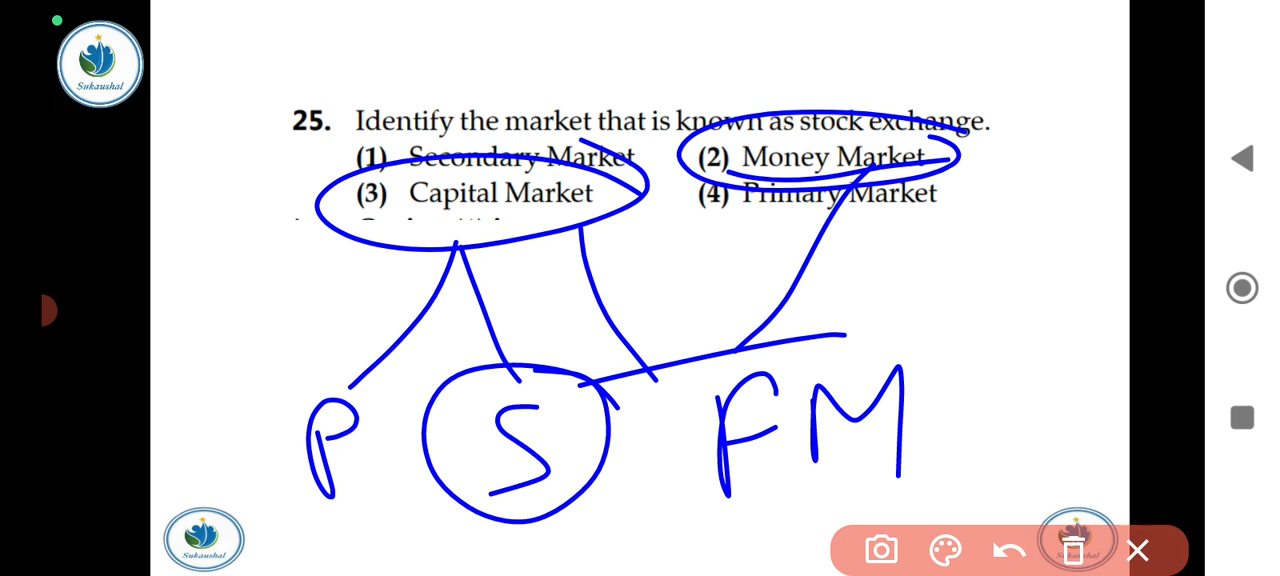 Sukaushal
25. Identify the market that is known as stock exchange.
(1) Secondary Market (2) Money Market
(3) Capital Market (4) Primary Market
P S FM
Sukaushal
Sukaushal